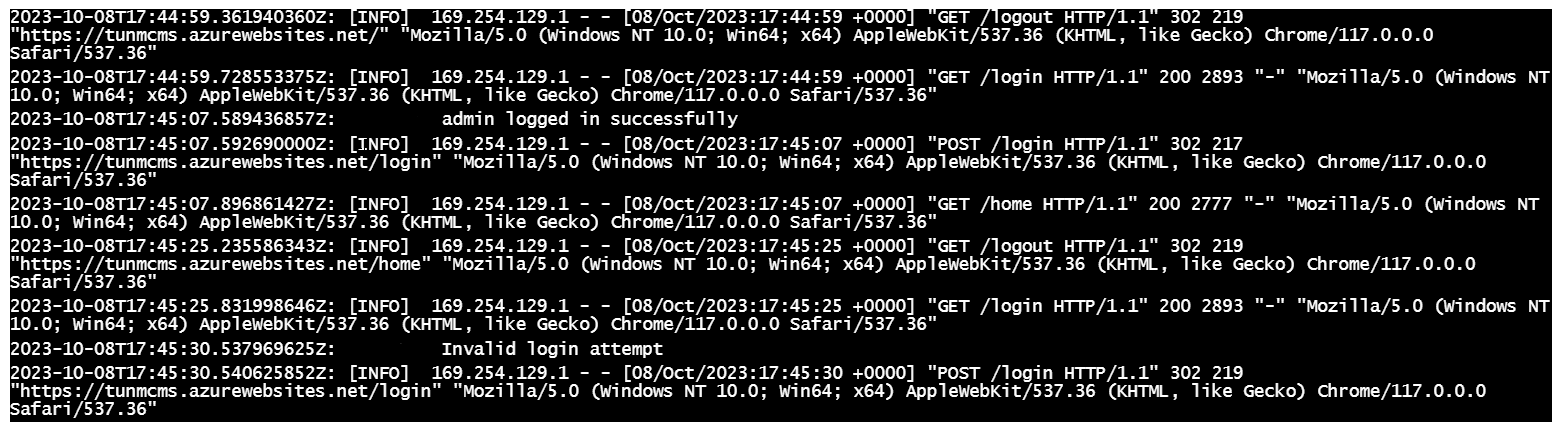 2023-10-08T17:44:59.361940360Z: [INFO]  169.254.129.1 - - [08/Oct/2023:17:44:59 +0000] "GET /logout HTTP/1.1" 302 219
"https://tunmcms.azurewebsites.net/" "Mozilla/5.0 (Windows NT 10.0; Win64; x64) AppleWebKit/537.36 (KHTML, like Gecko) Chrome/117.0.0.0
Safari/537.36"
2023-10-08T17:44:59.728553375Z: [INFO]  169.254.129.1 - - [08/Oct/2023:17:44:59 +0000] "GET /login HTTP/1.1" 200 2893 "-" "Mozilla/5.0 (Windows NT
10.0; Win64; x64) AppleWebKit/537.36 (KHTML, like Gecko) Chrome/117.0.0.0 Safari/537.36"
2023-10-08T17:45:07.589436857Z:          admin logged in successfully
2023-10-08T17:45:07.592690000Z: [INFO]  169.254.129.1 - - [08/Oct/2023:17:45:07 +0000] "POST /login HTTP/1.1" 302 217
"https://tunmcms.azurewebsites.net/login" "Mozilla/5.0 (Windows NT 10.0; Win64; x64) AppleWebKit/537.36 (KHTML, like Gecko) Chrome/117.0.0.0
Safari/537.36"
2023-10-08T17:45:07.896861427Z: [INFO]  169.254.129.1 - - [08/Oct/2023:17:45:07 +0000] "GET /home HTTP/1.1" 200 2777 "-" "Mozilla/5.0 (Windows NT
10.0; Win64; x64) AppleWebKit/537.36 (KHTML, like Gecko) Chrome/117.0.0.0 Safari/537.36"
2023-10-08T17:45:25.235586343Z: [INFO]  169.254.129.1 - - [08/Oct/2023:17:45:25 +0000] "GET /logout HTTP/1.1" 302 219
"https://tunmcms.azurewebsites.net/home" "Mozilla/5.0 (Windows NT 10.0; Win64; x64) AppleWebKit/537.36 (KHTML, like Gecko) Chrome/117.0.0.0
Safari/537.36"
2023-10-08T17:45:25.831998646Z: [INFO]  169.254.129.1 - - [08/Oct/2023:17:45:25 +0000] "GET /login HTTP/1.1" 200 2893 "-" "Mozilla/5.0 (Windows NT
10.0; Win64; x64) AppleWebKit/537.36 (KHTML, like Gecko) Chrome/117.0.0.0 Safari/537.36"
2023-10-08T17:45:30.537969625Z:          Invalid login attempt
2023-10-08T17:45:30.540625852Z: [INFO]  169.254.129.1 - - [08/Oct/2023:17:45:30 +0000] "POST /login HTTP/1.1" 302 219
"https://tunmcms.azurewebsites.net/login" "Mozilla/5.0 (Windows NT 10.0; Win64; x64) AppleWebKit/537.36 (KHTML, like Gecko) Chrome/117.0.0.0
Safari/537.36"